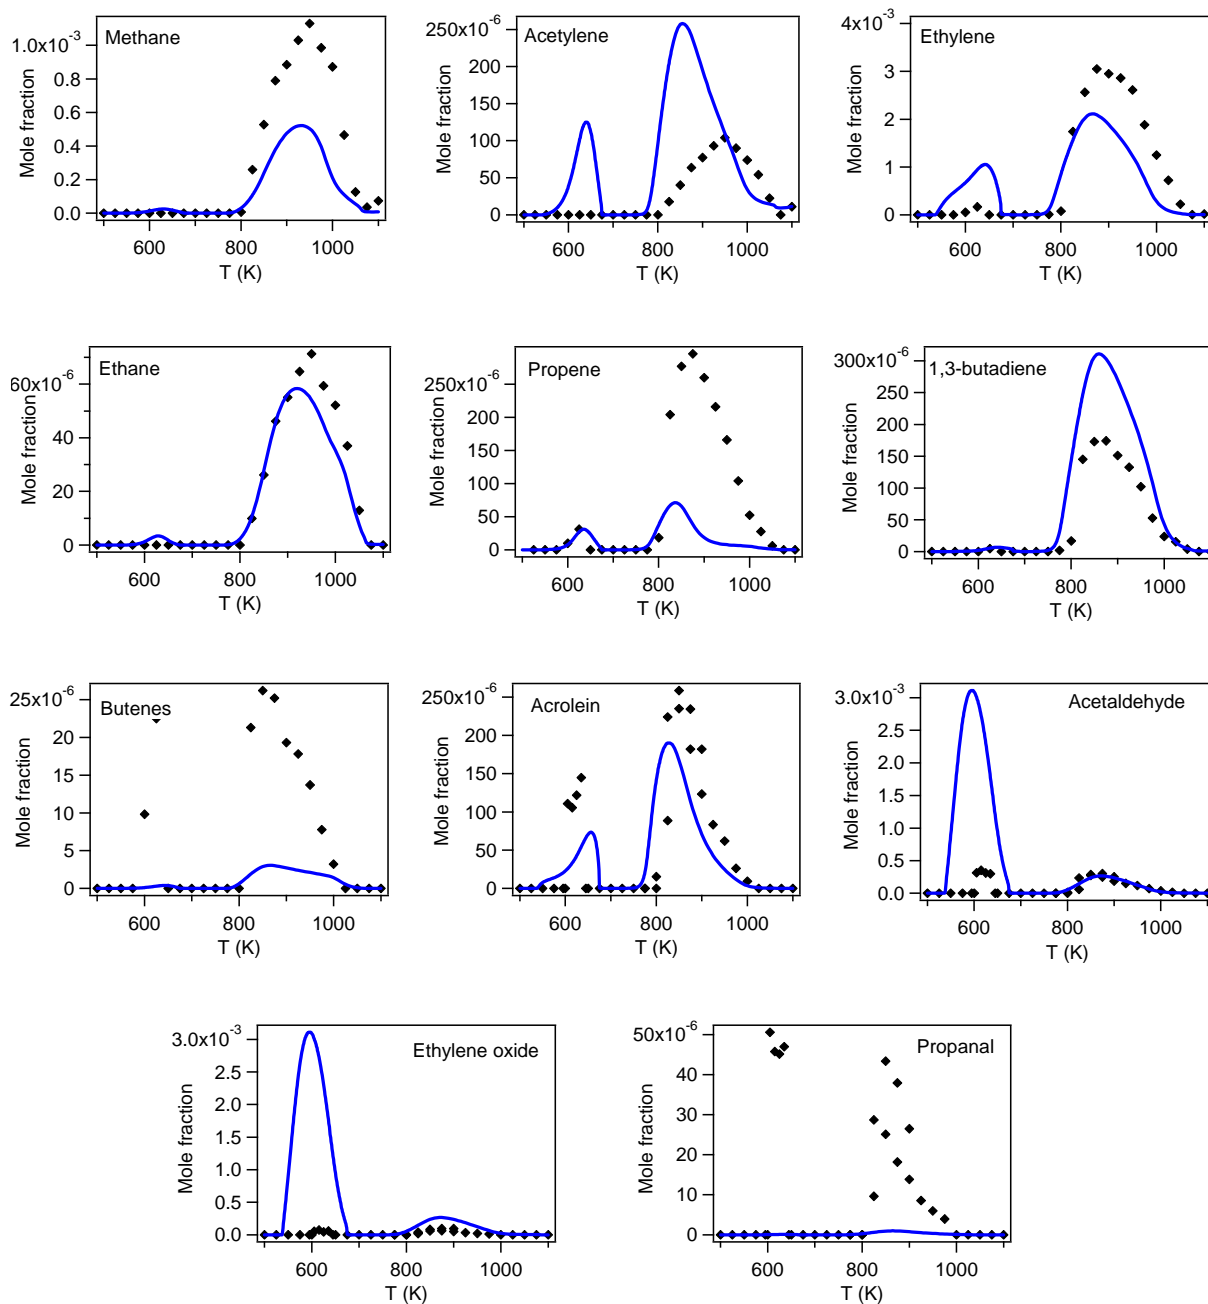 Methane
1.0x10-3
0.8
0.6
0.4
0.2
0.0
Mole fraction
600 800 1000
T (K)
Acetylene
250x10-6
200
150
100
50
0
Mole fraction
600 800 1000
T (K)
Ethylene
4x10-3
3
2
1
0
Mole fraction
600 800 1000
T (K)
Ethane
60x10-6
40
20
0
Mole fraction
600 800 1000
T (K)
Propene
250x10-6
200
150
100
50
0
Mole fraction
600 800 1000
T (K)
1,3-butadiene
300x10-6
250
200
150
100
50
0
Mole fraction
600 800 1000
T (K)
Butenes
25x10-6
20
15
10
5
0
Mole fraction
600 800 1000
T (K)
Acrolein
250x10-6
200
150
100
50
0
Mole fraction
600 800 1000
T (K)
Acetaldehyde
3.0x10-3
2.5
2.0
1.5
1.0
0.5
0.0
Mole fraction
600 800 1000
T (K)
Ethylene oxide
3.0x10-3
2.5
2.0
1.5
1.0
0.5
0.0
Mole fraction
600 800 1000
T (K)
Propanal
50x10-6
40
30
20
10
0
Mole fraction
600 800 1000
T (K)